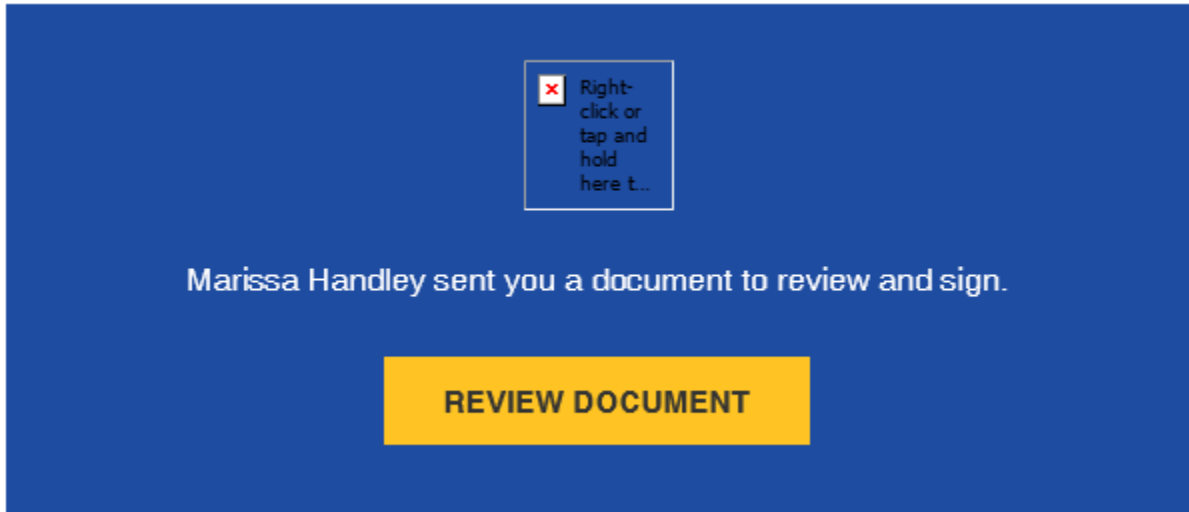 Right-
click or
tap and
hold
here t...
Marissa Handley sent you a document to review and sign.
REVIEW DOCUMENT